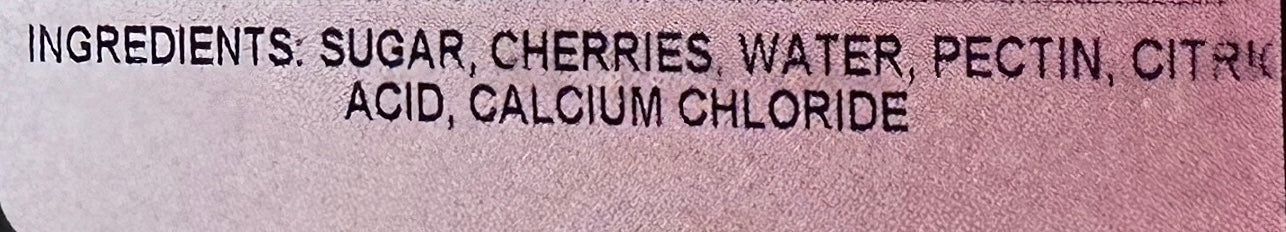 INGREDIENTS: SUGAR, CHERRIES, WATER, PECTIN, CITRIC
ACID, CALCIUM CHLORIDE